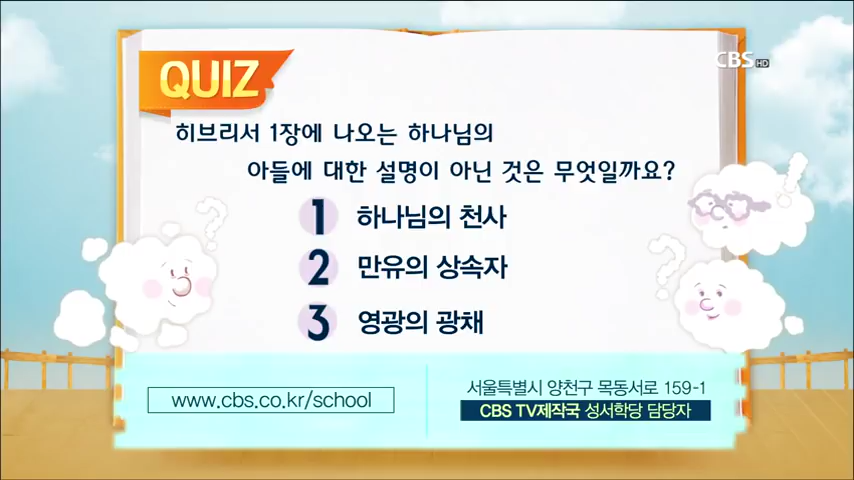 CBS HD
QUIZ
히브리서 1장에 나오는 하나님의
아들에 대한 설명이 아닌 것은 무엇일까요?
1 하나님의 천사
2 만유의 상속자
3 영광의 광채
www.cbs.co.kr/school
서울특별시 양천구 목동서로 159-1
CBS TV제작국 성서학당 담당자